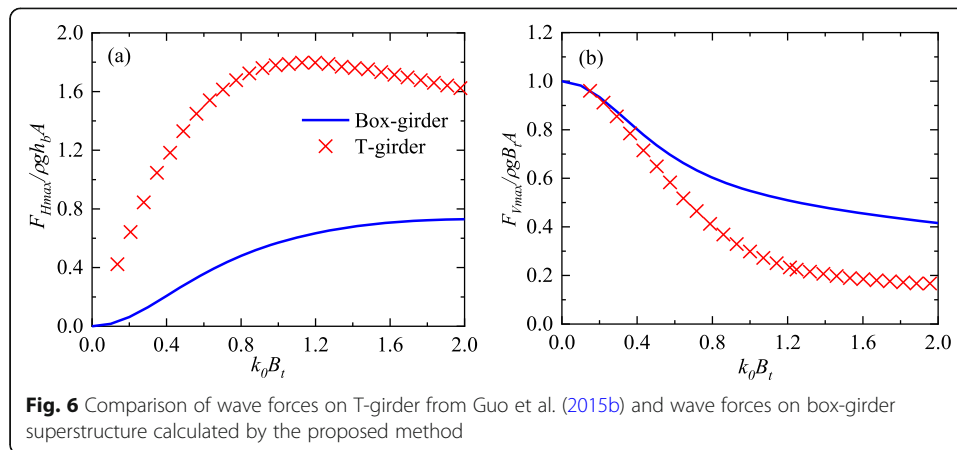 (a)
2.0
1.6
1.2
0.8
0.4
0.0
F_{Hmax}/ρgh_bA
Box-girder
T-girder
0.0 0.4 0.8 1.2 1.6 2.0
k_0B_t
(b)
1.2
1.0
0.8
0.6
0.4
0.2
0.0
F_{Vmax}/ρgB_tA
0.0 0.4 0.8 1.2 1.6 2.0
k_0B_t
Fig. 6 Comparison of wave forces on T-girder from Guo et al. (2015b) and wave forces on box-girder
superstructure calculated by the proposed method